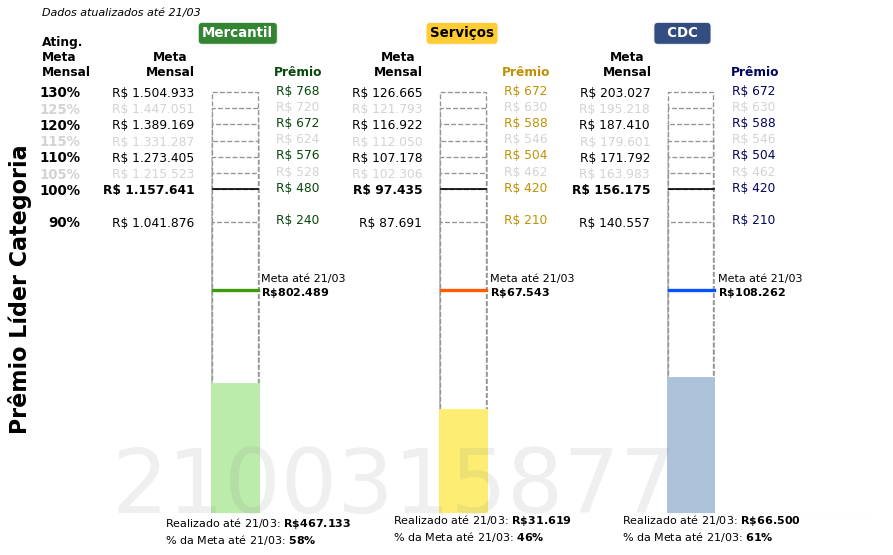 Dados atualizados até 21/03
Mercantil Serviços CDC
Ating. Meta Mensal Meta Mensal Prêmio Meta Mensal Prêmio Meta Mensal Prêmio
130% R$ 1.504.933 R$ 768 R$ 126.665 R$ 672 R$ 203.027 R$ 672
125% R$ 1.447.051 R$ 720 R$ 121.793 R$ 630 R$ 195.218 R$ 630
120% R$ 1.389.169 R$ 672 R$ 116.922 R$ 588 R$ 187.410 R$ 588
115% R$ 1.331.287 R$ 624 R$ 112.050 R$ 546 R$ 179.601 R$ 546
110% R$ 1.273.405 R$ 576 R$ 107.178 R$ 504 R$ 171.792 R$ 504
105% R$ 1.215.523 R$ 528 R$ 102.306 R$ 462 R$ 163.983 R$ 462
100% R$ 1.157.641 R$ 480 R$ 97.435 R$ 420 R$ 156.175 R$ 420
90% R$ 1.041.876 R$ 240 R$ 87.691 R$ 210 R$ 140.557 R$ 210
Prêmio Líder Categoria
Meta até 21/03 Meta até 21/03 Meta até 21/03
R$802.489 R$67.543 R$108.262
2100315877
Realizado até 21/03: R$467.133 Realizado até 21/03: R$31.619 Realizado até 21/03: R$66.500
% da Meta até 21/03: 58% % da Meta até 21/03: 46% % da Meta até 21/03: 61%